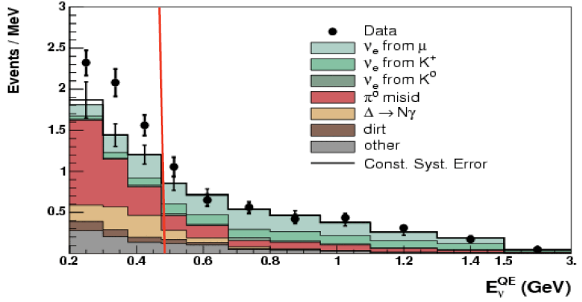 Events / MeV
3
2
1
2.5
1.5
0.5
Data
νe from μ
νe from K+
νe from K0
π0 misid
Δ → Nγ
dirt
other
Const. Syst. Error
0.2 0.4 0.6 0.8 1 1.2 1.4 1.5 3.
EνQE (GeV)